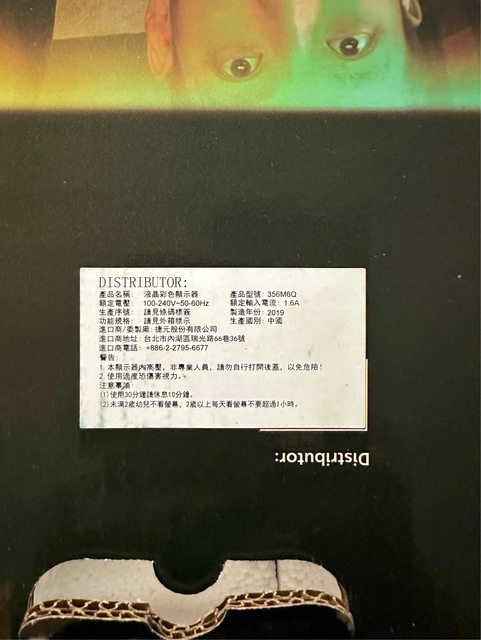 DISTRIBUTOR:
產品名稱： 液晶彩色顯示器 產品型號：356M6Q
額定電壓： 100-240V~50-60Hz 額定輸入電流：1.6A
生產序號： 請見條碼標籤 製造年份：2019
功能規格： 請見外箱標示 生產國別：中國
進口商/委製廠：捷元股份有限公司
進口商地址：台北市內湖區瑞光路66巷36號
進口商電話：+886-2-2795-6677
警告：
1. 本顯示器內高壓，非專業人員，請勿自行打開後蓋，以免危險！
2. 使用過度恐傷害視力。
注意事項：
(1)使用30分鐘請休息10分鐘。
(2)未滿2歲幼兒不看螢幕，2歲以上每天看螢幕不要超過1小時。
Distributor: